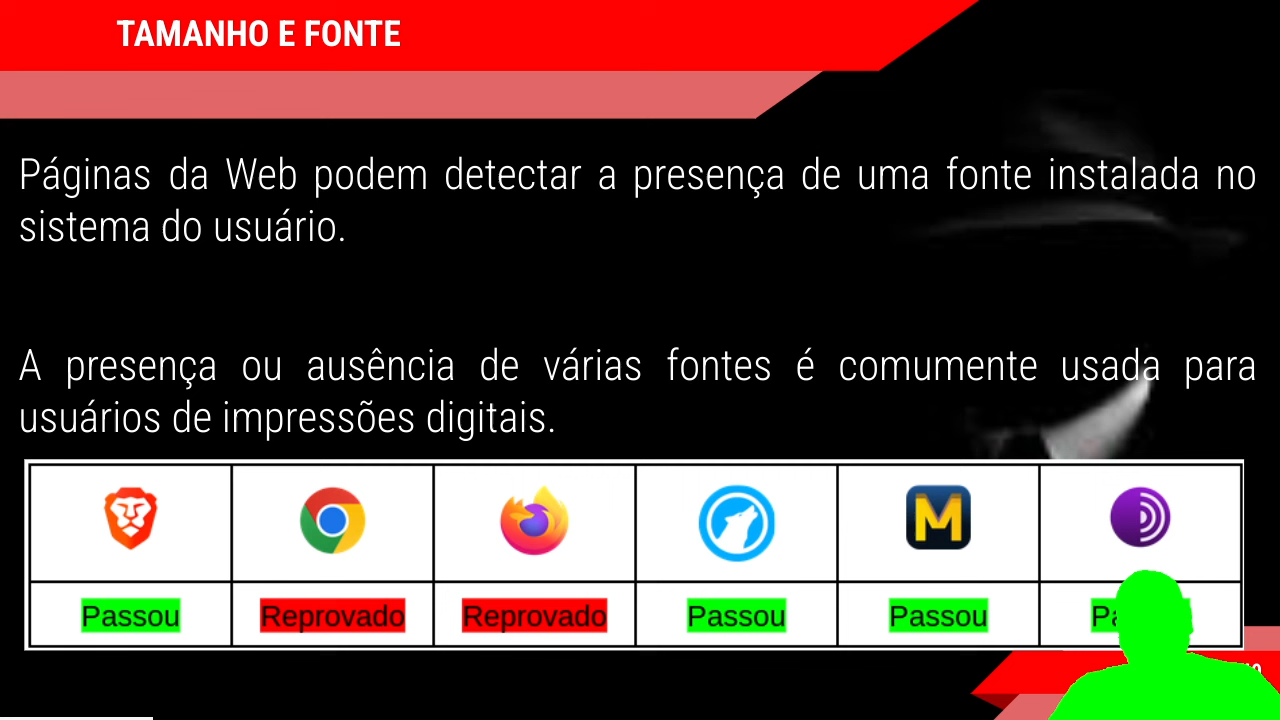 TAMANHO E FONTE
Páginas da Web podem detectar a presença de uma fonte instalada no
sistema do usuário.
A presença ou ausência de várias fontes é comumente usada para
usuários de impressões digitais.
Passou Reprovado Reprovado Passou Passou